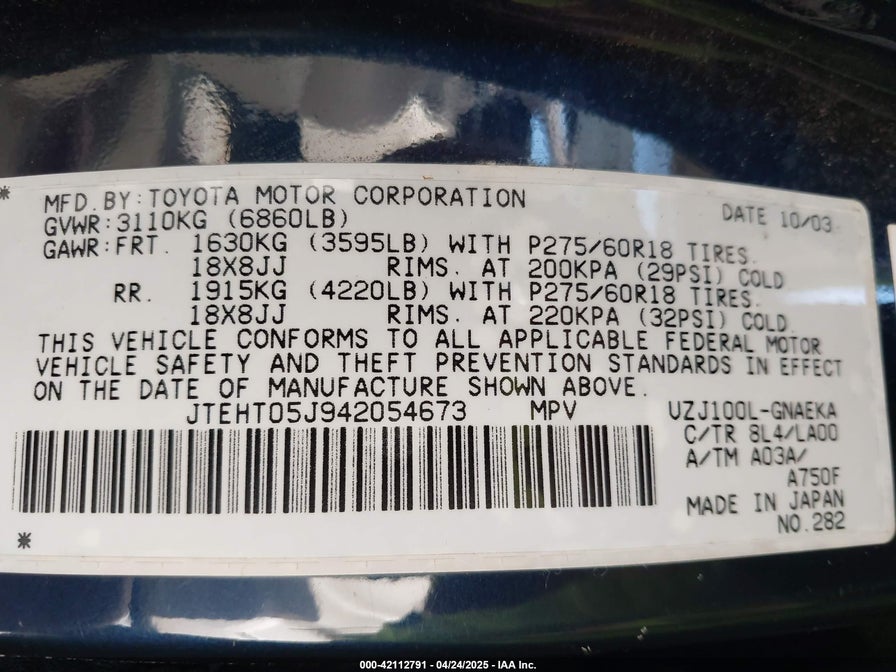 * MFD.BY:TOYOTA MOTOR CORPORATION DATE 10/03
GVWR:3110KG (6860LB)
GAWR:FRT. 1630KG (3595LB) WITH P275/60R18 TIRES.
18X8JJ RIMS. AT 200KPA (29PSI) COLD
RR. 1915KG (4220LB) WITH P275/60R18 TIRES.
18X8JJ RIMS. AT 220KPA (32PSI) COLD.
THIS VEHICLE CONFORMS TO ALL APPLICABLE FEDERAL MOTOR
VEHICLE SAFETY AND THEFT PREVENTION STANDARDS IN EFFECT
ON THE DATE OF MANUFACTURE SHOWN ABOVE.
JTEHT05J942054673 MPV UZJ100L-GNAEKA
C/TR 8L4/LA00
A/TM A03A/
A750F
MADE IN JAPAN
* NO.282
000-42112791 - 04/24/2025 - IAA Inc.